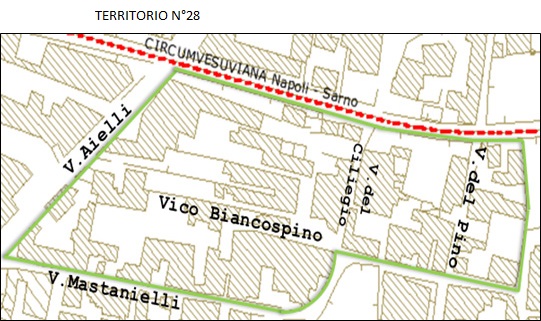 TERRITORIO N°28
CIRCUMVESUVIANA Napoli - Sarno
V.Aielli
V.del
Ciliegio
V.del Pino
Vico Biancospino
V.Mastanielli